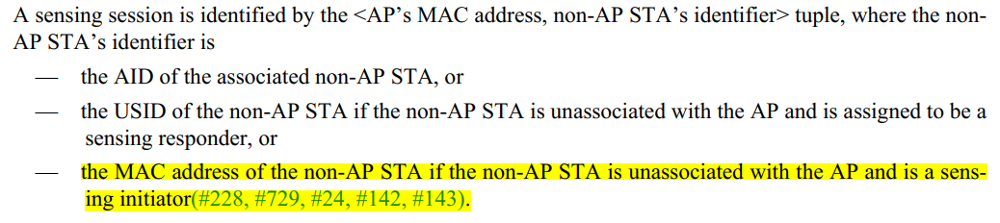 A sensing session is identified by the <AP’s MAC address, non-AP STA’s identifier> tuple, where the non-
AP STA’s identifier is
— the AID of the associated non-AP STA, or
— the USID of the non-AP STA if the non-AP STA is unassociated with the AP and is assigned to be a
sensing responder, or
— the MAC address of the non-AP STA if the non-AP STA is unassociated with the AP and is a sens-
ing initiator(#228, #729, #24, #142, #143).